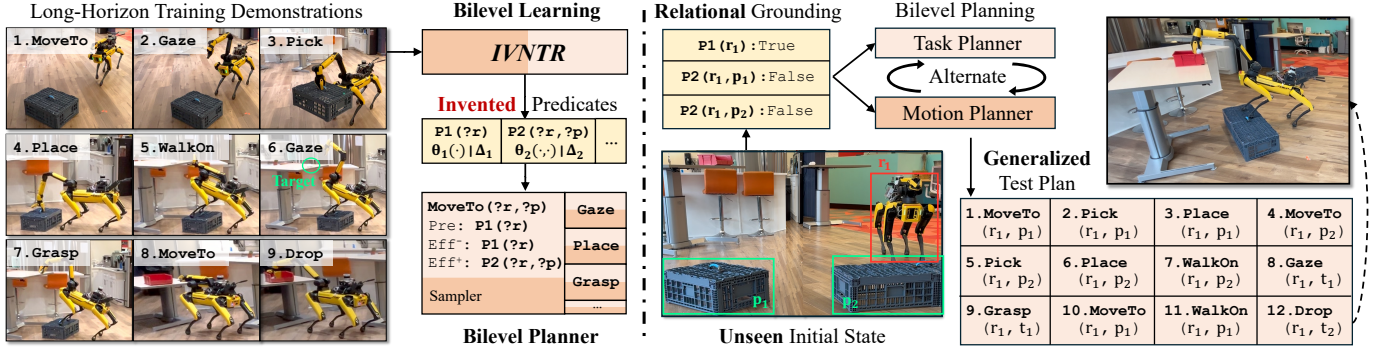 Long-Horizon Training Demonstrations
1.MoveTo
2.Gaze
3.Pick
4.Place
5.WalkOn
6.Gaze
Target
7.Grasp
8.MoveTo
9.Drop
Bilevel Learning
IVNTR
Invented Predicates
P1(?r)
θ₁(·)|Δ₁
P2(?r,?p)
θ₂(·,·)|Δ₂
...
MoveTo(?r,?p)
Pre: P1(?r)
Eff⁻: P1(?r)
Eff⁺: P2(?r,?p)
Sampler
Gaze
Place
Grasp
...
Bilevel Planner
Relational Grounding
P1(r₁):True
P2(r₁,p₁):False
P2(r₁,p₂):False
Bilevel Planning
Task Planner
Alternate
Motion Planner
r₁
p₁
p₂
Unseen Initial State
Generalized
Test Plan
1.MoveTo
(r₁, p₁)
2.Pick
(r₁, p₁)
3.Place
(r₁, p₁)
4.MoveTo
(r₁, p₂)
5.Pick
(r₁, p₂)
6.Place
(r₁, p₂)
7.WalkOn
(r₁, p₂)
8.Gaze
(r₁, t₁)
9.Grasp
(r₁, t₁)
10.MoveTo
(r₁, p₁)
11.WalkOn
(r₁, p₁)
12.Drop
(r₁, t₂)